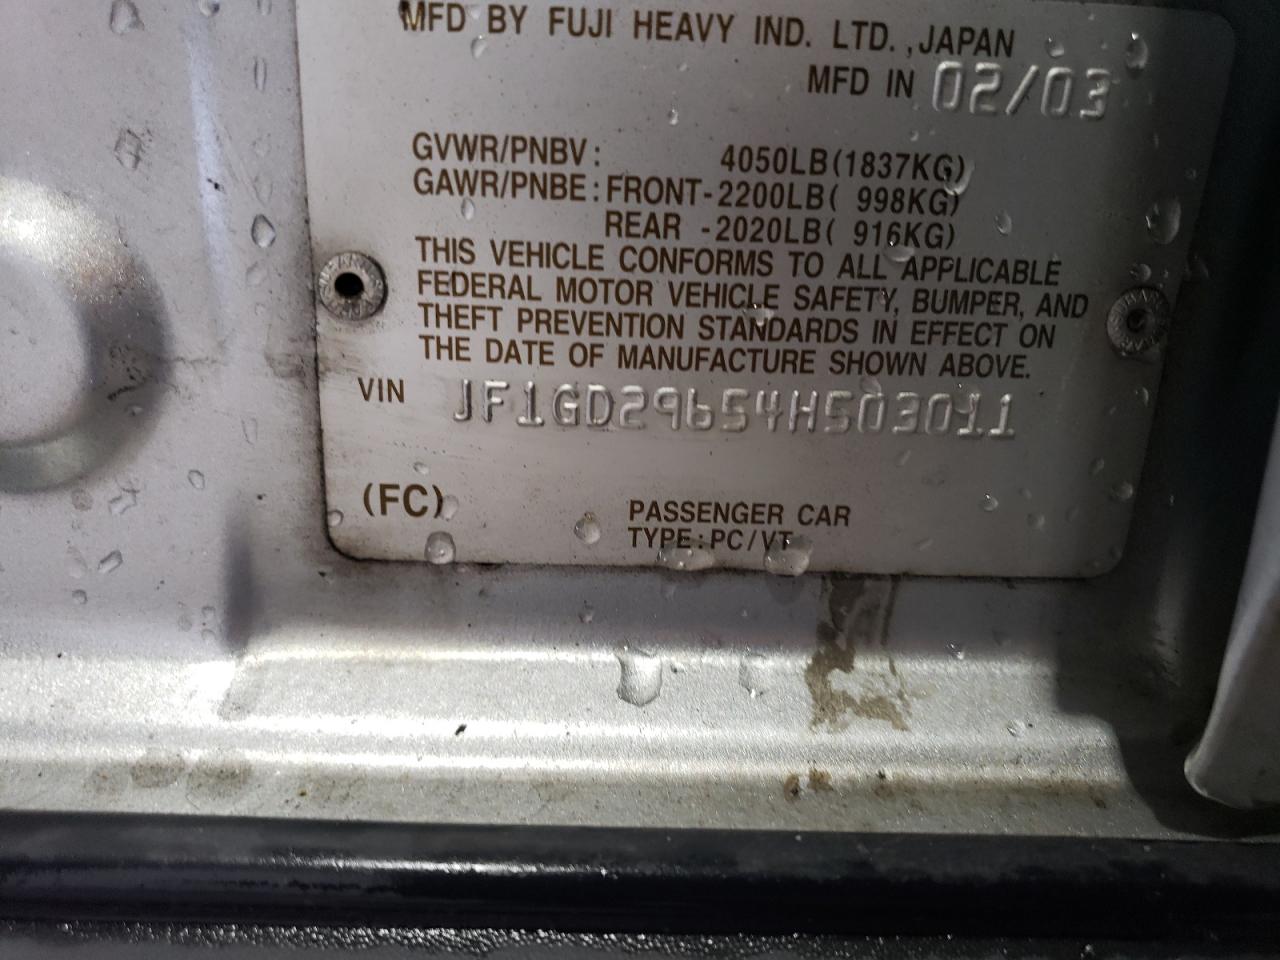 MFD BY FUJI HEAVY IND. LTD., JAPAN
MFD IN 02/03
GVWR/PNBV: 4050LB(1837KG)
GAWR/PNBE: FRONT-2200LB( 998KG)
REAR -2020LB( 916KG)
THIS VEHICLE CONFORMS TO ALL APPLICABLE
FEDERAL MOTOR VEHICLE SAFETY, BUMPER, AND
THEFT PREVENTION STANDARDS IN EFFECT ON
THE DATE OF MANUFACTURE SHOWN ABOVE.
VIN JF1GD29654H503011
(FC)
PASSENGER CAR
TYPE:PC/VT